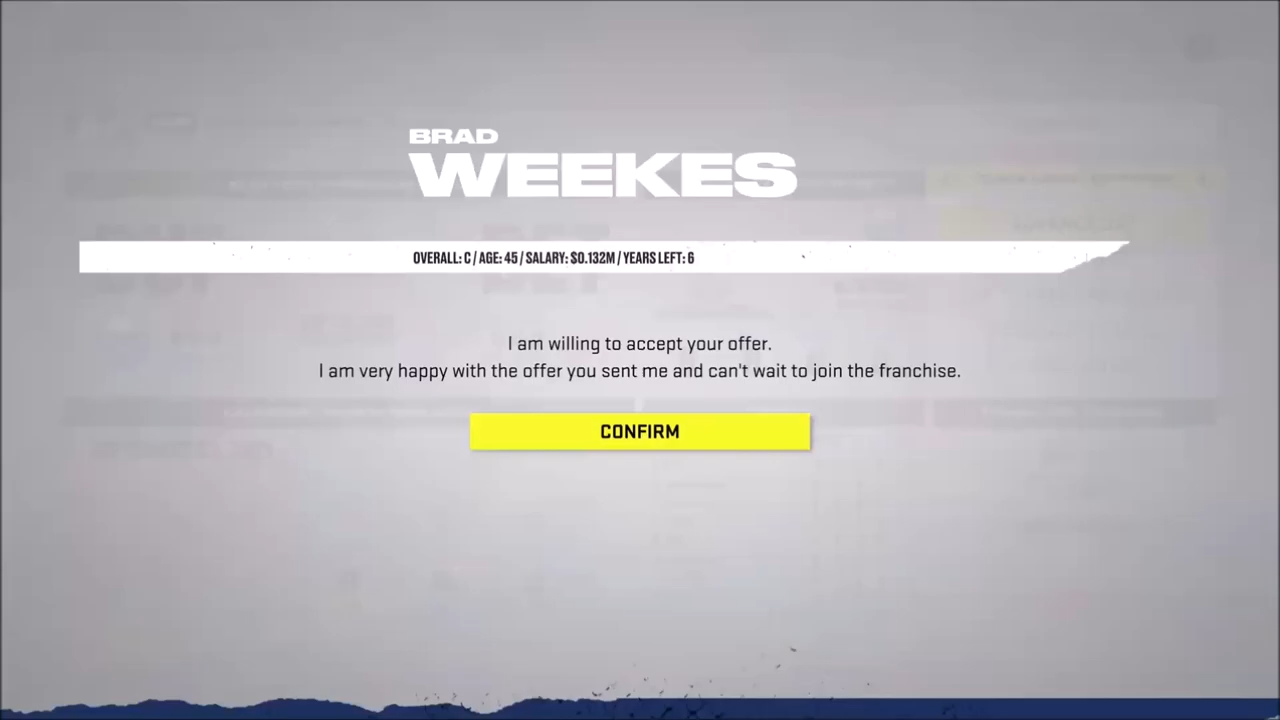 BRAD
WEEKES
OVERALL: C / AGE: 45 / SALARY: $0.132M / YEARS LEFT: 6
I am willing to accept your offer.
I am very happy with the offer you sent me and can't wait to join the franchise.
CONFIRM